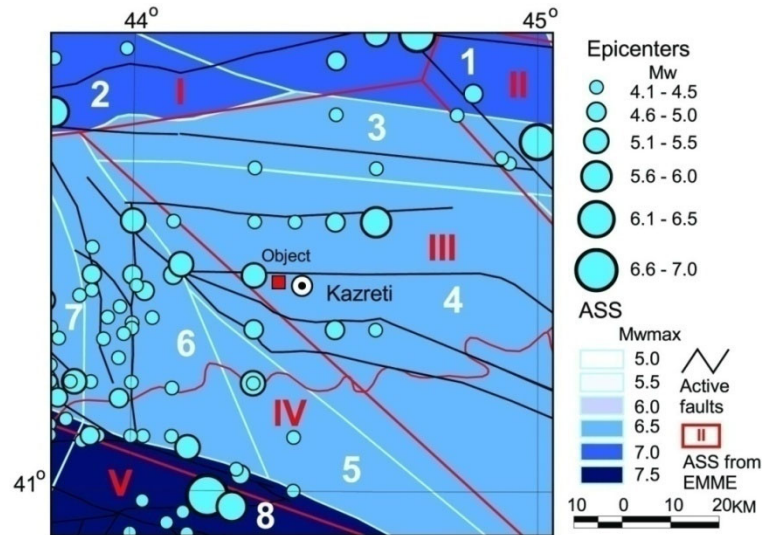 44° 45°
1
2 I II
3
III
Object
Kazreti
4
7
6
IV
5
41° V
8
Epicenters
Mw
4.1 - 4.5
4.6 - 5.0
5.1 - 5.5
5.6 - 6.0
6.1 - 6.5
6.6 - 7.0
ASS
Mwmax
5.0
5.5
6.0
6.5
7.0
7.5
Active
faults
II
ASS from
EMME
10 0 10 20KM